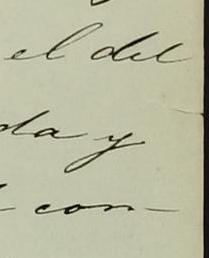 el del
da y
con-